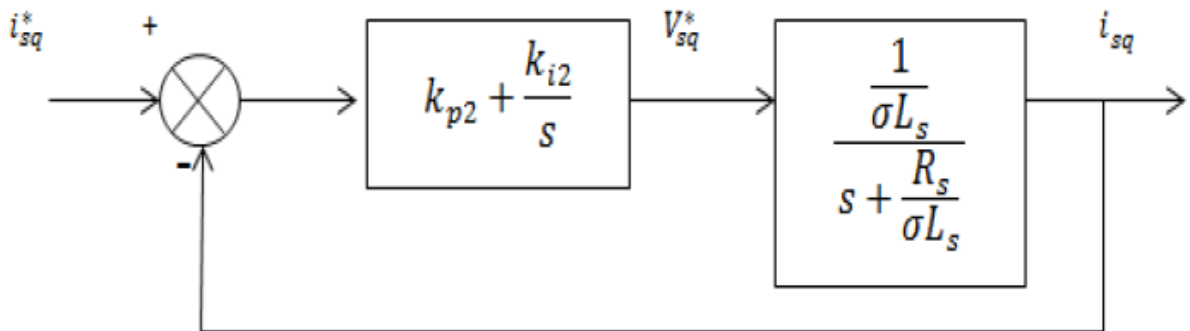 i*sq
+
-
kp2 + ki2/s
V*sq
1/σLs
s + Rs/σLs
isq